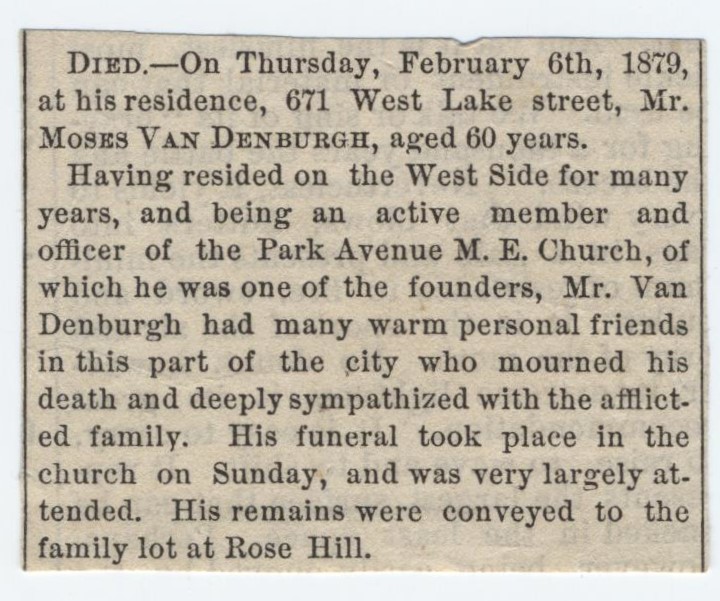 DIED.—On Thursday, February 6th, 1879,
at his residence, 671 West Lake street, Mr.
MOSES VAN DENBURGH, aged 60 years.
Having resided on the West Side for many
years, and being an active member and
officer of the Park Avenue M. E. Church, of
which he was one of the founders, Mr. Van
Denburgh had many warm personal friends
in this part of the city who mourned his
death and deeply sympathized with the afflict-
ed family. His funeral took place in the
church on Sunday, and was very largely at-
tended. His remains were conveyed to the
family lot at Rose Hill.